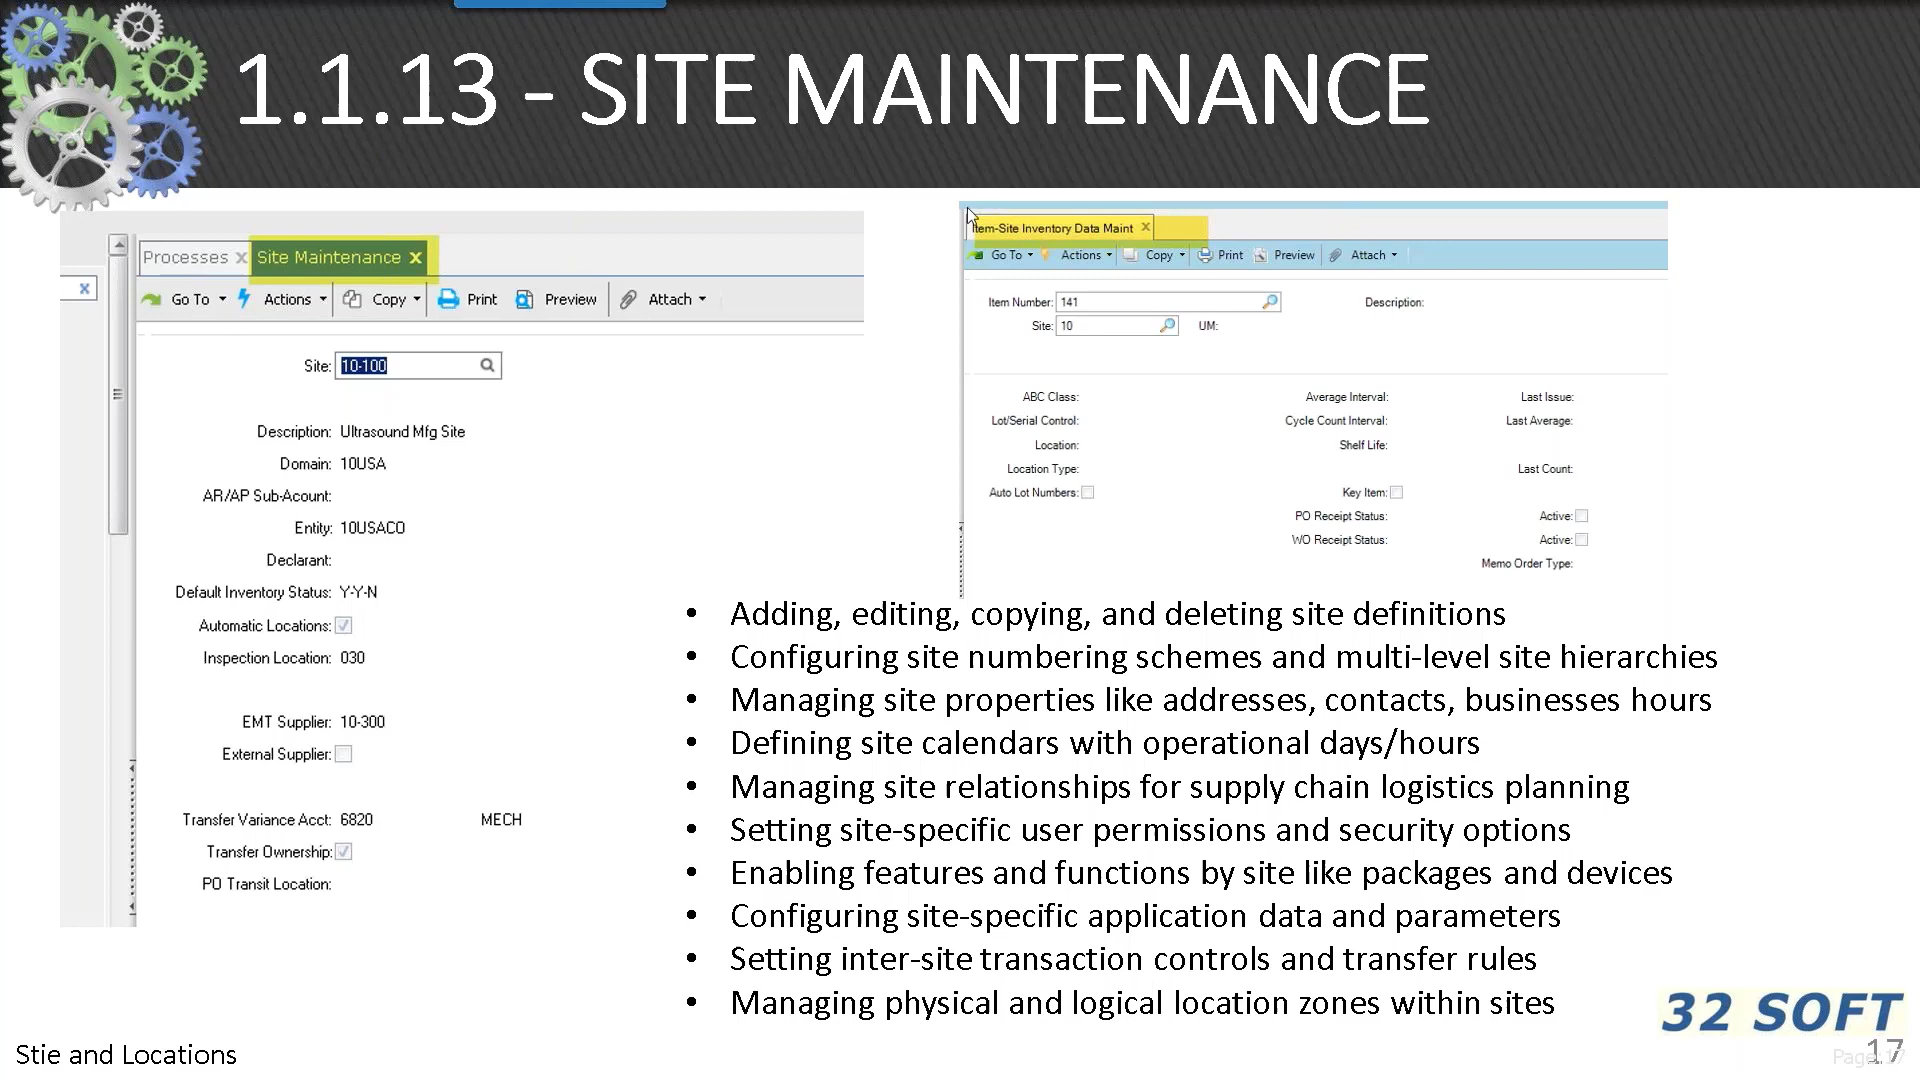 1.1.13 - SITE MAINTENANCE
Processes x Site Maintenance x
Go To Actions Copy Print Preview Attach
Site: 10-100
Description: Ultrasound Mfg Site
Domain: 10USA
AR/AP Sub-Acount:
Entity: 10USACO
Declarant:
Default Inventory Status: Y-Y-N
Automatic Locations:
Inspection Location: 030
EMT Supplier: 10-300
External Supplier:
Transfer Variance Acct: 6820 MECH
Transfer Ownership:
PO Transit Location:
Item-Site Inventory Data Maint x
Go To Actions Copy Print Preview Attach
Item Number: 141 Description:
Site: 10 UM:
ABC Class: Average Interval: Last Issue:
Lot/Serial Control: Cycle Count Interval: Last Average:
Location: Shelf Life:
Location Type: Last Count:
Auto Lot Numbers: Key Item:
PO Receipt Status: Active:
WO Receipt Status: Active:
Memo Order Type:
• Adding, editing, copying, and deleting site definitions
• Configuring site numbering schemes and multi-level site hierarchies
• Managing site properties like addresses, contacts, businesses hours
• Defining site calendars with operational days/hours
• Managing site relationships for supply chain logistics planning
• Setting site-specific user permissions and security options
• Enabling features and functions by site like packages and devices
• Configuring site-specific application data and parameters
• Setting inter-site transaction controls and transfer rules
• Managing physical and logical location zones within sites
32 SOFT
Stie and Locations
Page: 17
17